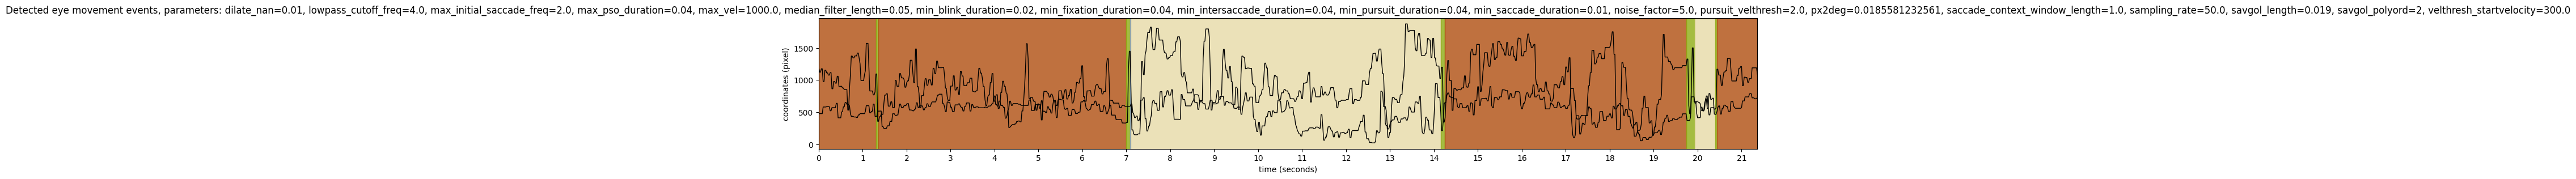 Detected eye movement events, parameters: dilate_nan=0.01, lowpass_cutoff_freq=4.0, max_initial_saccade_freq=2.0, max_pso_duration=0.04, max_vel=1000.0, median_filter_length=0.05, min_blink_duration=0.02, min_fixation_duration=0.04, min_intersaccade_duration=0.04, min_pursuit_duration=0.04, min_saccade_duration=0.01, noise_factor=5.0, pursuit_velthresh=2.0, px2deg=0.0185581232561, saccade_context_window_length=1.0, sampling_rate=50.0, savgol_length=0.019, savgol_polyord=2, velthresh_startvelocity=300.0
coordinates (pixel)
1500
1000
500
0
0 1 2 3 4 5 6 7 8 9 10 11 12 13 14 15 16 17 18 19 20 21
time (seconds)